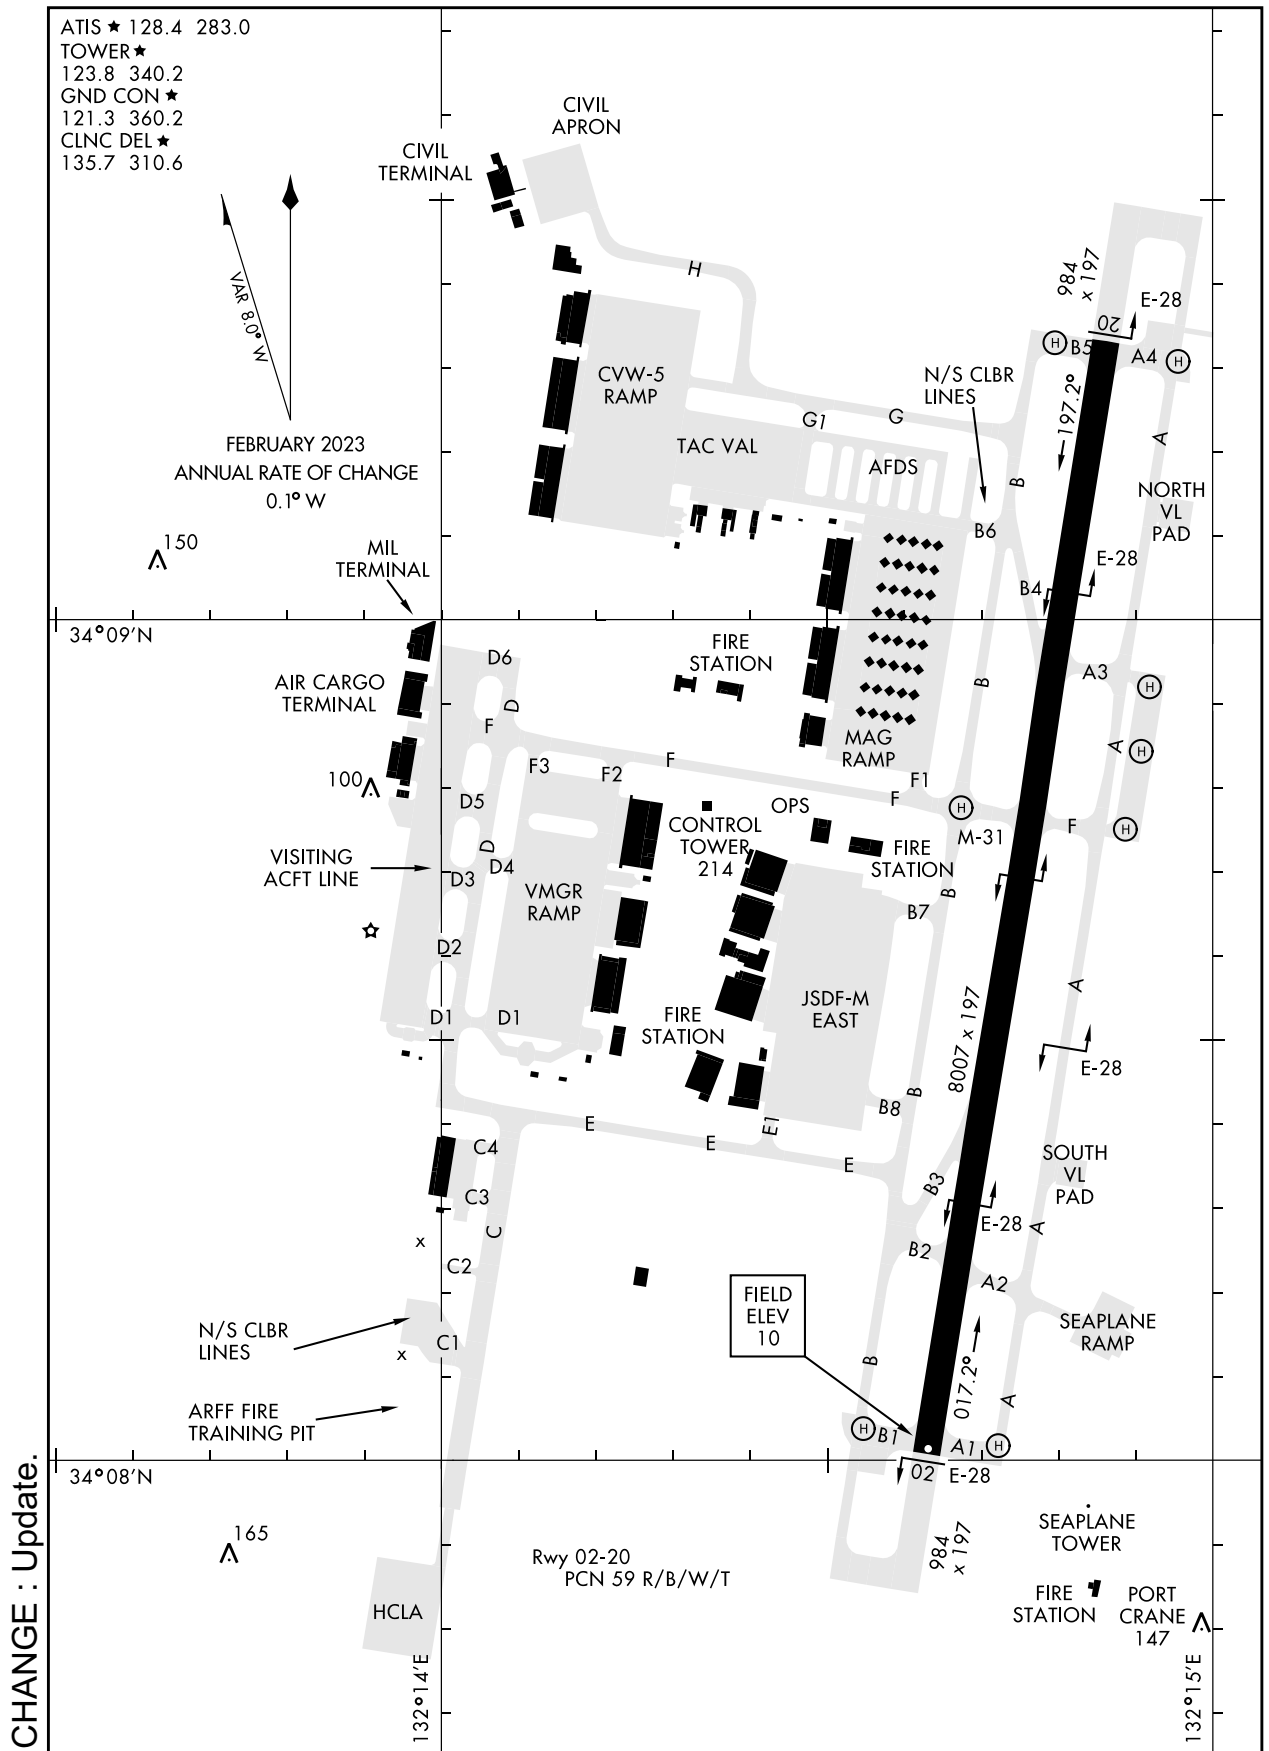 ATIS ★ 128.4 283.0
TOWER ★
123.8 340.2
GND CON ★
121.3 360.2
CLNC DEL ★
135.7 310.6
CIVIL
APRON
CIVIL
TERMINAL
VAR 8.0° W
FEBRUARY 2023
ANNUAL RATE OF CHANGE
0.1° W
H
984
x 197
E-28
20
H
B5
A4
H
CVW-5
RAMP
N/S CLBR
LINES
197.2°
G1
G
TAC VAL
AFDS
A
B
NORTH
VL
PAD
150
MIL
TERMINAL
B6
E-28
B4
34°09'N
D6
FIRE
STATION
AIR CARGO
TERMINAL
D
B
A3
H
F
MAG
RAMP
A
H
F3
F2
F
F1
100
D5
OPS
F
H
CONTROL
TOWER
214
M-31
F
H
FIRE
STATION
VISITING
ACFT LINE
D
D4
D3
VMGR
RAMP
B
B7
D2
JSDF-M
EAST
A
D1
D1
FIRE
STATION
8007 x 197
E-28
B
B8
E
E1
E
E
C4
SOUTH
VL
PAD
C3
B3
E-28
C
A
B2
C2
x
A2
FIELD
ELEV
10
SEAPLANE
RAMP
N/S CLBR
LINES
C1
x
B
017.2°
A
ARFF FIRE
TRAINING PIT
H
B1
A1
H
34°08'N
02
E-28
165
SEAPLANE
TOWER
984
x 197
Rwy 02-20
PCN 59 R/B/W/T
HCLA
FIRE
STATION
PORT
CRANE
147
132°14'E
132°15'E
CHANGE : Update.